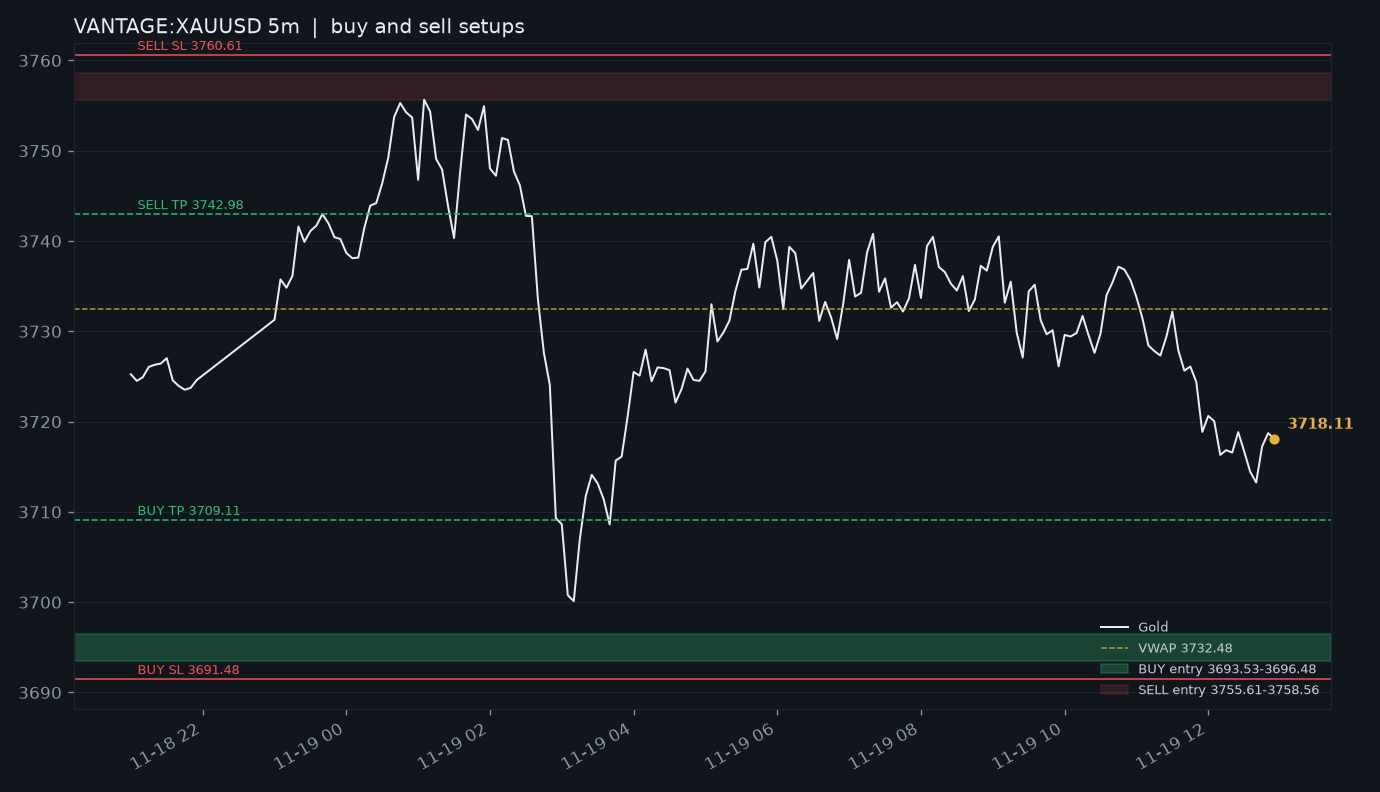 VANTAGE:XAUUSD 5m | buy and sell setups
SELL SL 3760.61
3760
3750
SELL TP 3742.98
3740
3730
3720
3718.11
BUY TP 3709.11
3710
3700
Gold
VWAP 3732.48
BUY entry 3693.53-3696.48
BUY SL 3691.48
SELL entry 3755.61-3758.56
3690
11-18 22
11-19 00
11-19 02
11-19 04
11-19 06
11-19 08
11-19 10
11-19 12